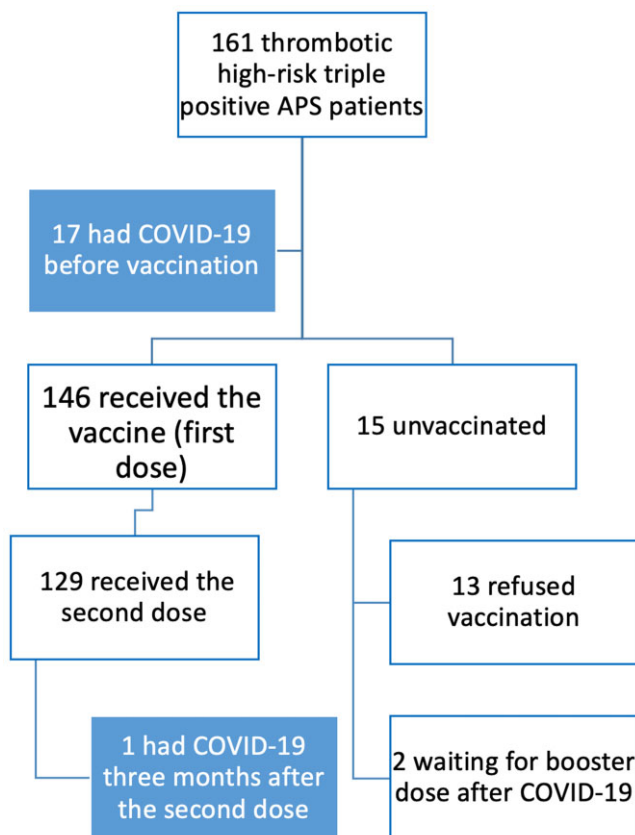 161 thrombotic
high-risk triple
positive APS patients
17 had COVID-19
before vaccination
146 received the
vaccine (first
dose)
15 unvaccinated
129 received the
second dose
13 refused
vaccination
1 had COVID-19
three months after
the second dose
2 waiting for booster
dose after COVID-19